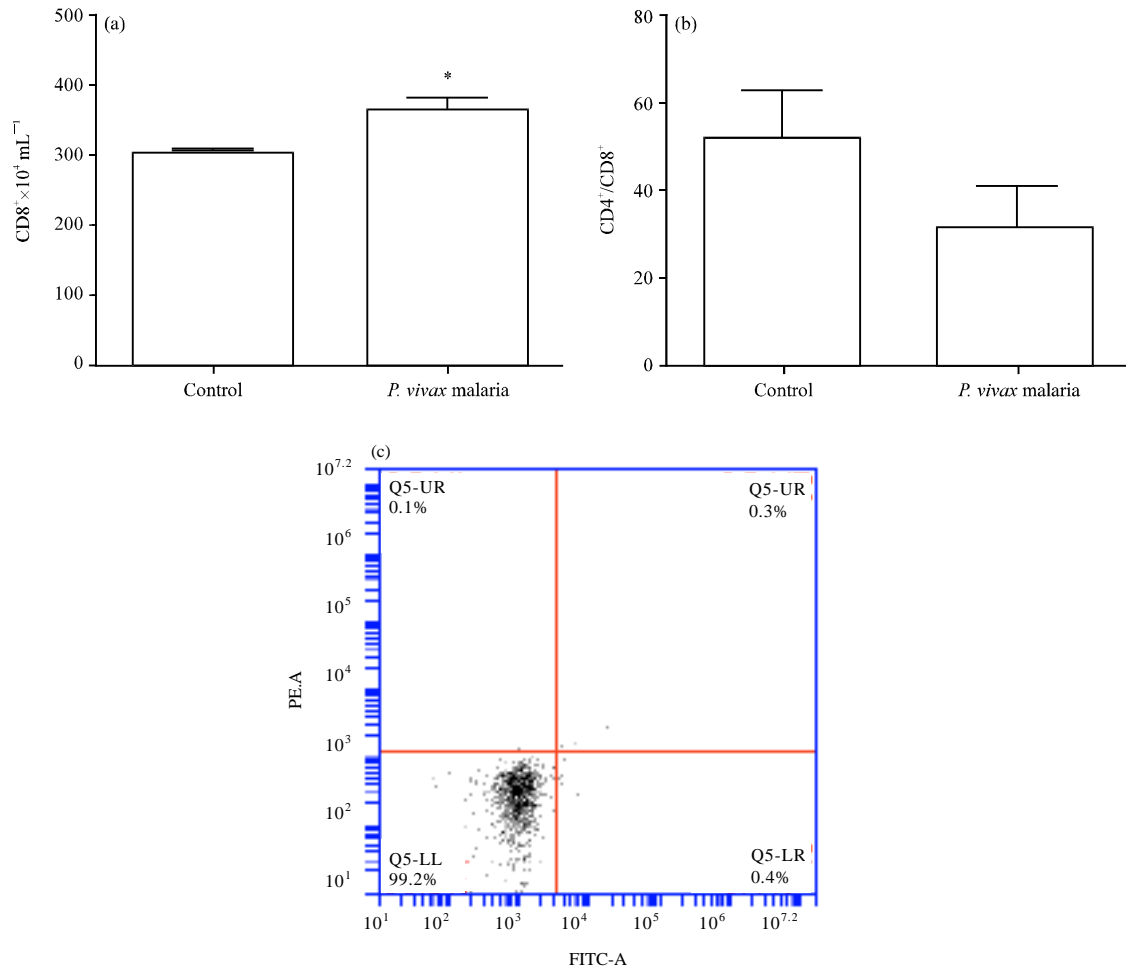 (a)
500
400
300
200
100
0
CD8⁺×10⁴ mL⁻¹
*
Control
P. vivax malaria
(b)
80
60
40
20
0
CD4⁺/CD8⁺
Control
P. vivax malaria
(c)
10^7.2
10^6
10^5
10^4
10^3
10^2
10^1
PE.A
Q5-UR
0.1%
Q5-UR
0.3%
Q5-LL
99.2%
Q5-LR
0.4%
10^1 10^2 10^3 10^4 10^5 10^6 10^7.2
FITC-A